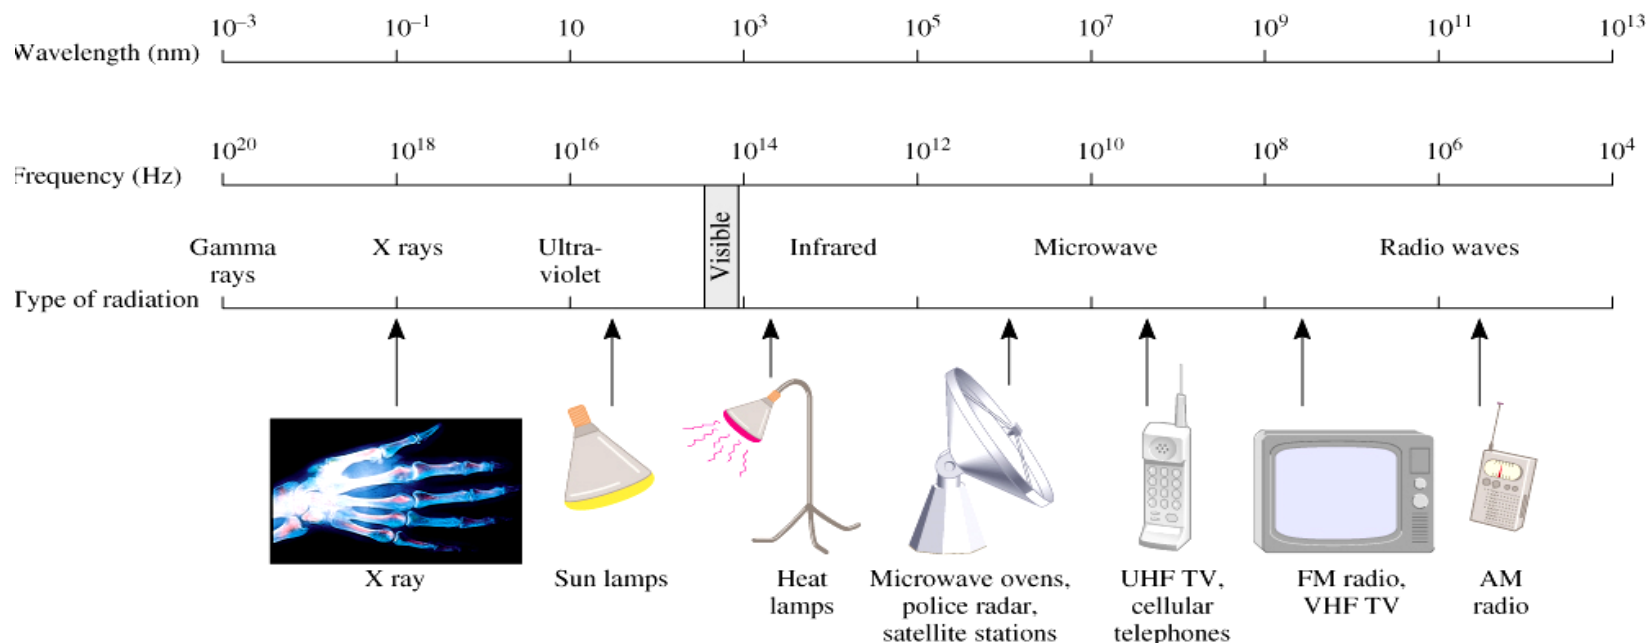 10⁻³ 10⁻¹ 10 10³ 10⁵ 10⁷ 10⁹ 10¹¹ 10¹³
Wavelength (nm)
10²⁰ 10¹⁸ 10¹⁶ 10¹⁴ 10¹² 10¹⁰ 10⁸ 10⁶ 10⁴
Frequency (Hz)
Gamma rays
X rays
Ultra-
violet
Visible
Infrared
Microwave
Radio waves
Type of radiation
X ray
Sun lamps
Heat
lamps
Microwave ovens,
police radar,
satellite stations
UHF TV,
cellular
telephones
FM radio,
VHF TV
AM
radio